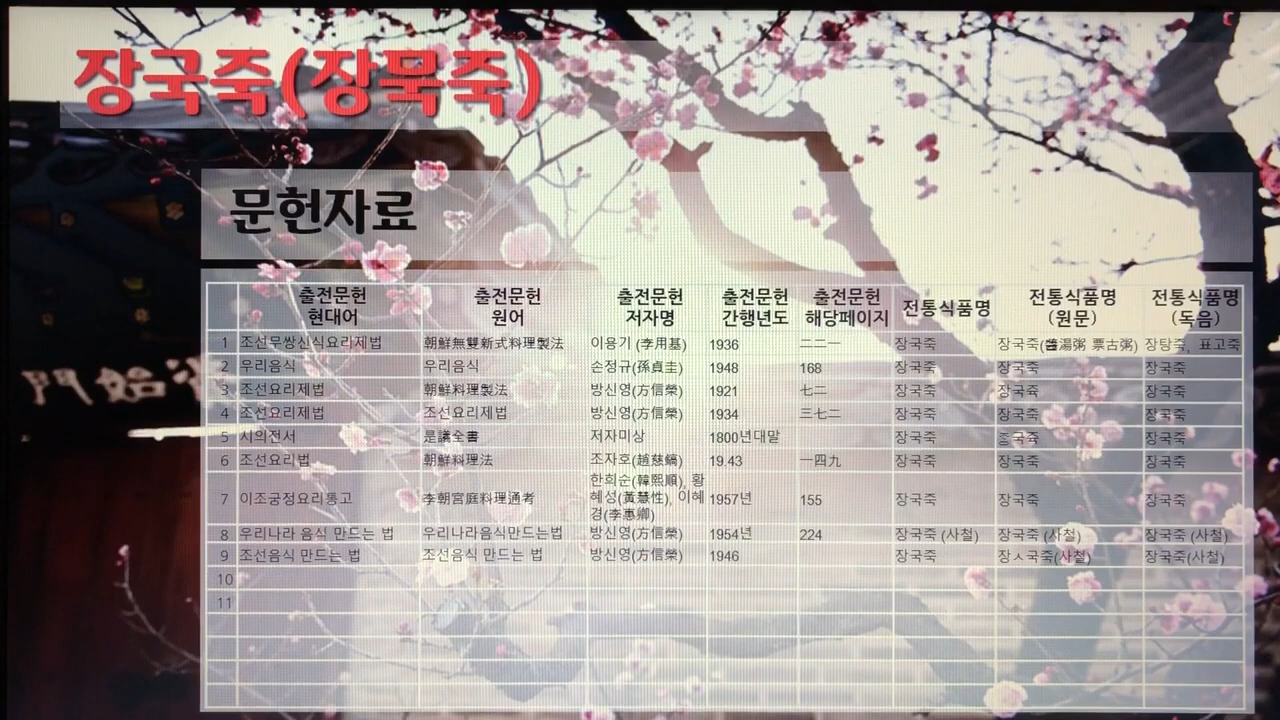 장국죽(장묵죽)
문헌자료
출전문헌 현대어 출전문헌 원어 출전문헌 저자명 출전문헌 간행년도 출전문헌 해당페이지 전통식품명 전통식품명 (원문) 전통식품명 (독음)
1 조선무쌍신식요리제법 朝鮮無雙新式料理製法 이용기 (李用基) 1936 二二一 장국죽 장국죽(醬湯粥 票古粥) 장탕죽, 표고죽
2 우리음식 우리음식 손정규(孫貞圭) 1948 168 장국죽 장국죽 장국죽
3 조선요리제법 朝鮮料理製法 방신영(方信榮) 1921 七二 장국죽 장국죽 장국죽
4 조선요리제법 조선요리제법 방신영(方信榮) 1934 三七二 장국죽 장국죽 장국죽
5 시의전서 是議全書 저자미상 1800년대말 장국죽 장국죽
6 조선요리법 朝鮮料理法 조자호(趙慈鎬) 19.43 一四九 장국죽 장국죽 장국죽
7 이조궁정요리통고 李朝宮庭料理通考 한희순(韓熙順), 황혜성(黃慧性), 이혜경(李惠卿) 1957년 155 장국죽 장국죽 장국죽
8 우리나라 음식 만드는 법 우리나라음식만드는법 방신영(方信榮) 1954년 224 장국죽 (사철) 장국죽 (사철) 장국죽 (사철)
9 조선음식 만드는 법 조선음식 만드는 법 방신영(方信榮) 1946 장국죽 장ㅅ국죽(사철) 장국죽(사철)
10
11